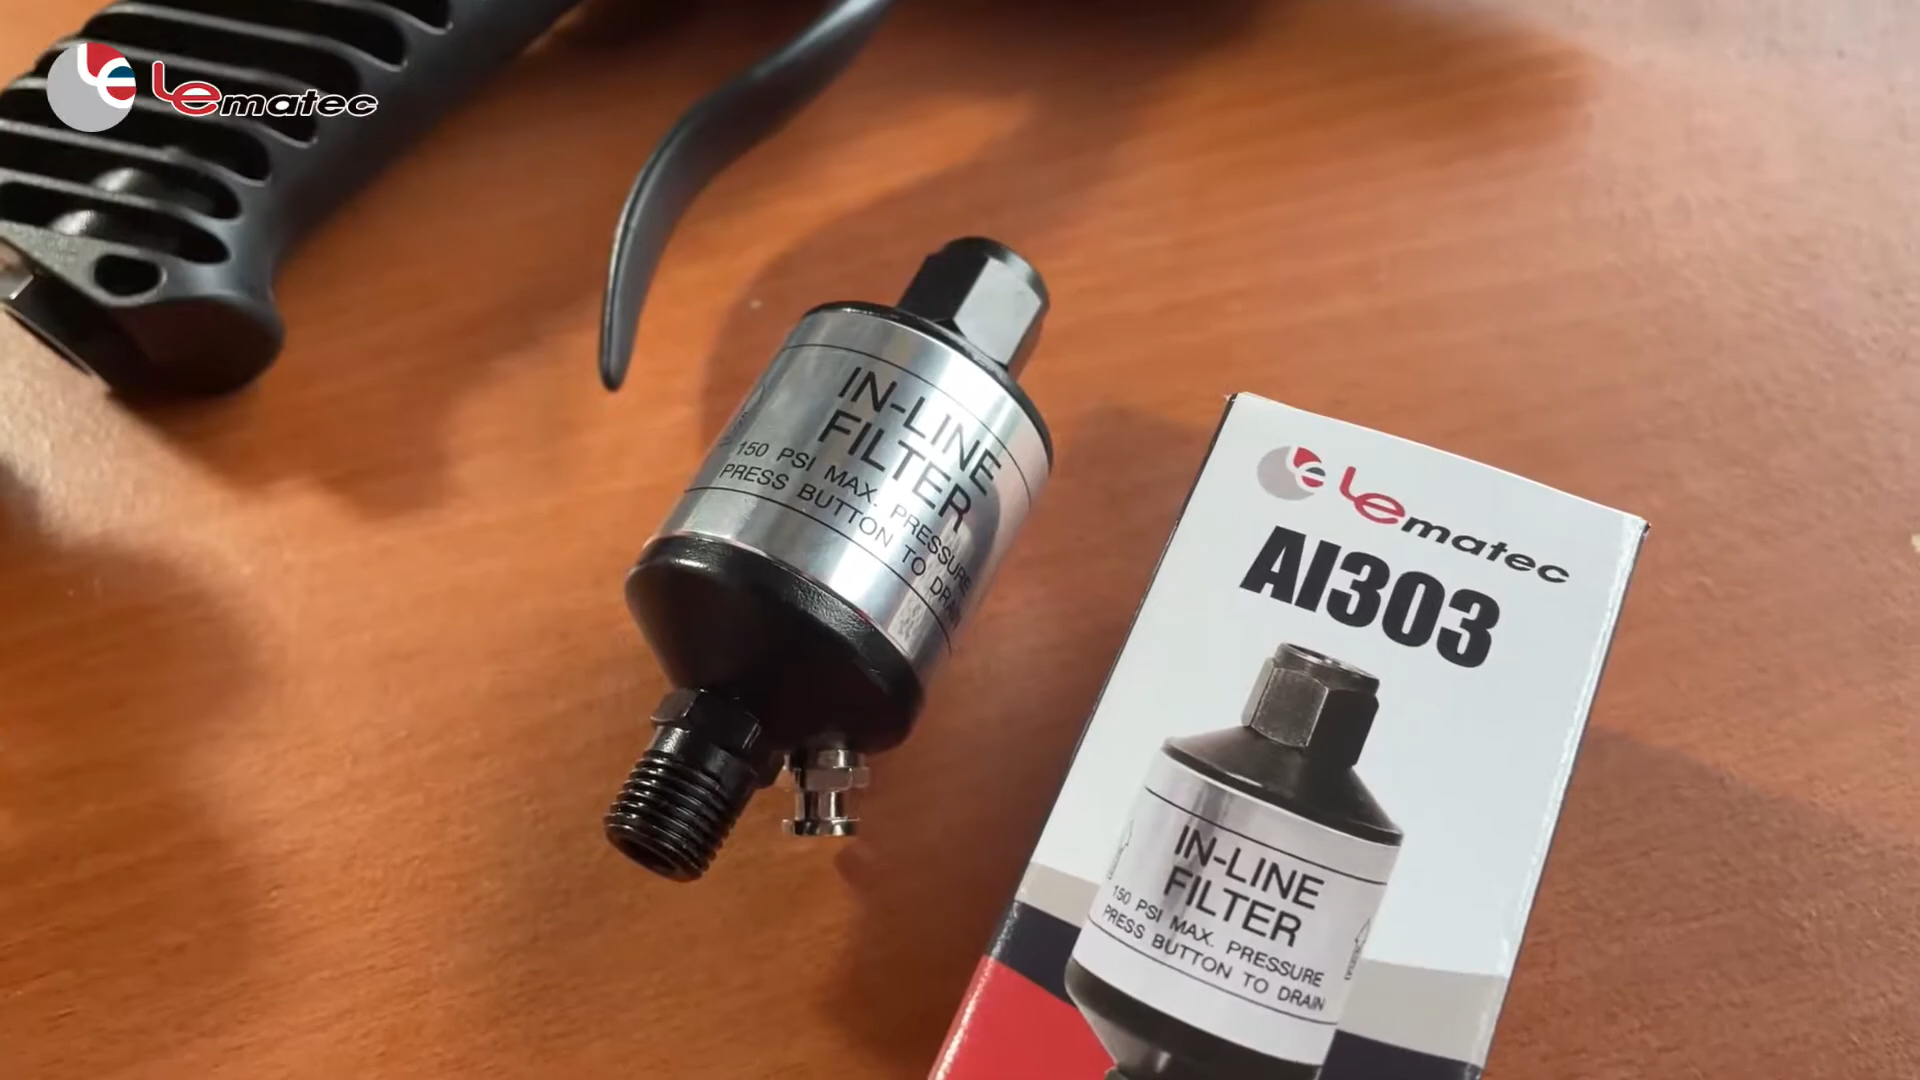 Lematec
IN-LINE
FILTER
150 PSI MAX. PRESSURE
PRESS BUTTON TO DRAIN
Lematec
AI303
IN-LINE
FILTER
150 PSI MAX. PRESSURE
PRESS BUTTON TO DRAIN